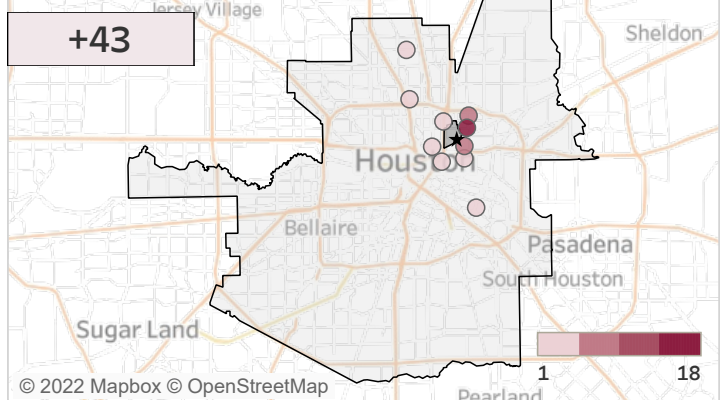 Jersey Village
+43
Sheldon
Houston
Bellaire
Pasadena
South Houston
Sugar Land
1 18
© 2022 Mapbox © OpenStreetMap
Pearland